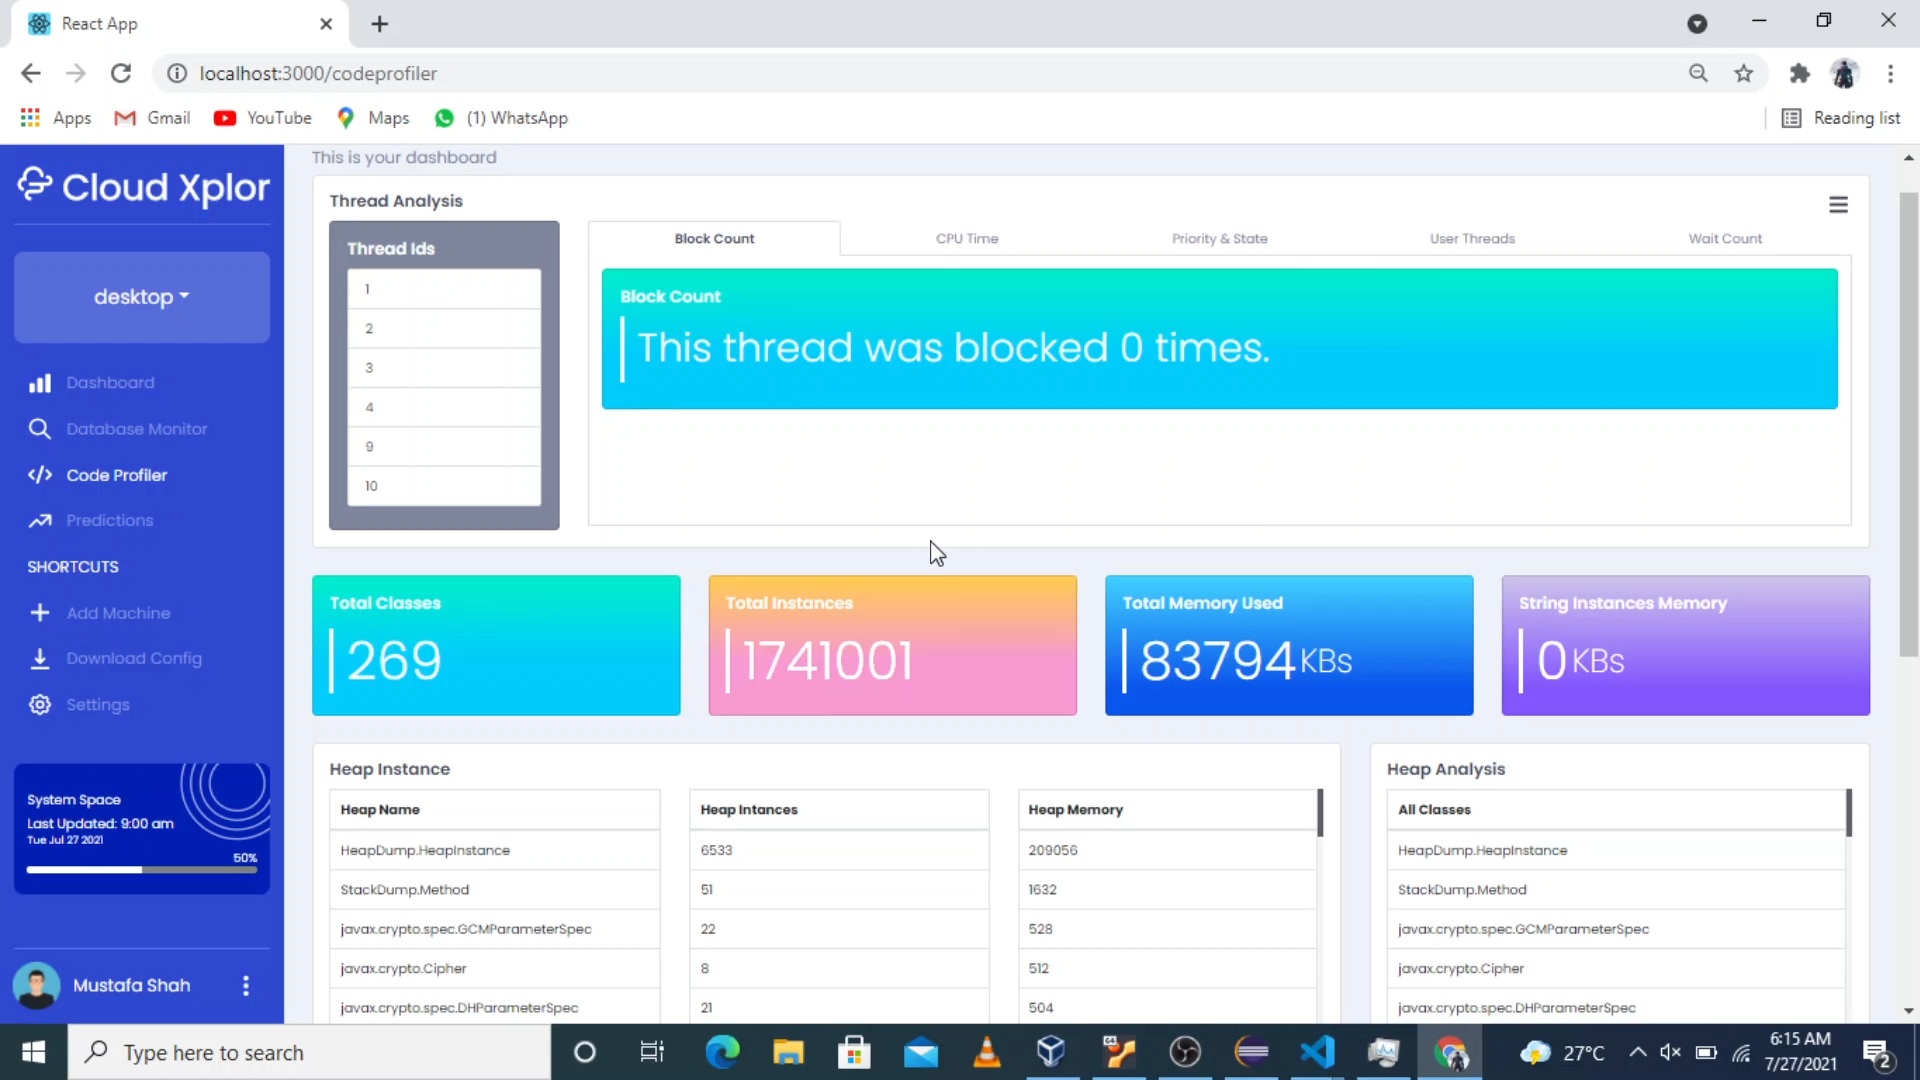 React App
localhost:3000/codeprofiler
Apps
Gmail
YouTube
Maps
(1) WhatsApp
Reading list
Cloud Xplor
desktop
Dashboard
Database Monitor
Code Profiler
Predictions
SHORTCUTS
Add Machine
Download Config
Settings
System Space
Last Updated: 9:00 am
Tue Jul 27 2021
50%
Mustafa Shah
This is your dashboard
Thread Analysis
Thread Ids
1
2
3
4
9
10
Block Count
CPU Time
Priority & State
User Threads
Wait Count
Block Count
This thread was blocked 0 times.
Total Classes
269
Total Instances
1741001
Total Memory Used
83794 KBs
String Instances Memory
0 KBs
Heap Instance
Heap Name
Heap Intances
Heap Memory
HeapDump.HeapInstance
6533
209056
StackDump.Method
51
1632
javax.crypto.spec.GCMParameterSpec
22
528
javax.crypto.Cipher
8
512
javax.crypto.spec.DHParameterSpec
21
504
Heap Analysis
All Classes
HeapDump.HeapInstance
StackDump.Method
javax.crypto.spec.GCMParameterSpec
javax.crypto.Cipher
javax.crypto.spec.DHParameterSpec
Type here to search
64
27°C
6:15 AM
7/27/2021
2